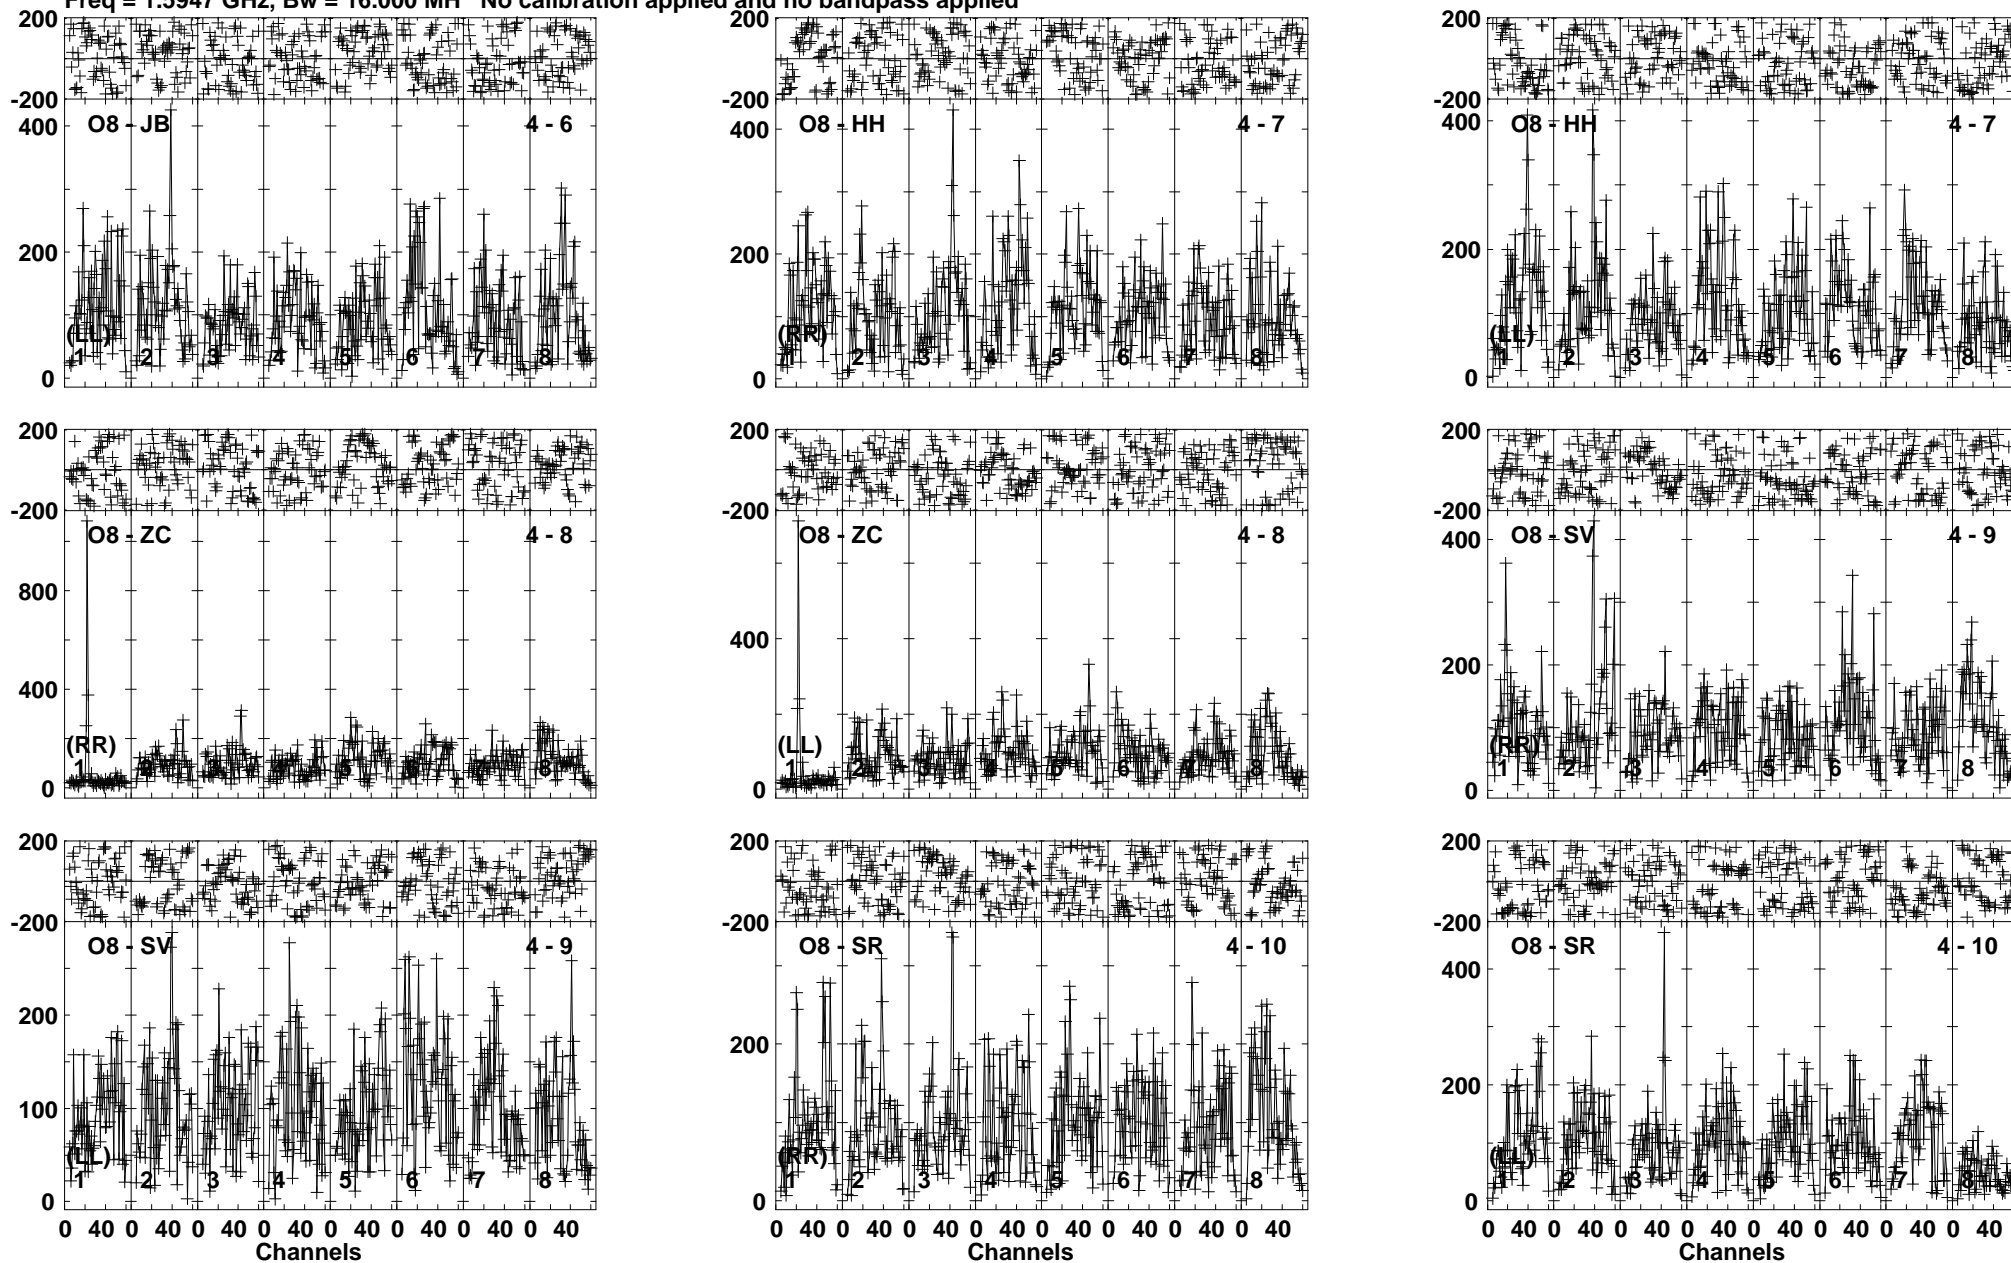 Freq = 1.5947 GHz, Bw = 16.000 MH No calibration applied and no bandpass applied
200 200 200
-200 -200 -200
O8 - JB 4 - 6 O8 - HH 4 - 7 O8 - HH 4 - 7
400 400 400
200 200 200
(LL) (RR) (LL)
1 2 3 4 5 6 7 8 1 2 3 4 5 6 7 8 1 2 3 4 5 6 7 8
0 0 0
200 200 200
-200 -200 -200
O8 - ZC 4 - 8 O8 - ZC 4 - 8 O8 - SV 4 - 9
800 400 400
400 200
(RR) (LL) (RR)
1 2 3 4 5 6 7 8 1 2 3 4 5 6 7 8 1 2 3 4 5 6 7 8
0 0 0
200 200 200
-200 -200 -200
O8 - SV 4 - 9 O8 - SR 4 - 10 O8 - SR 4 - 10
200 200 400
100 200
(LL) (RR) (LL)
1 2 3 4 5 6 7 8 1 2 3 4 5 6 7 8 1 2 3 4 5 6 7 8
0 0 0
0 40 0 40 0 40 0 40 0 40 0 40 0 40 0 40 0 40 0 40 0 40 0 40 0 40 0 40 0 40 0 40 0 40 0 40 0 40 0 40 0 40 0 40 0 40 0 40
Channels Channels Channels